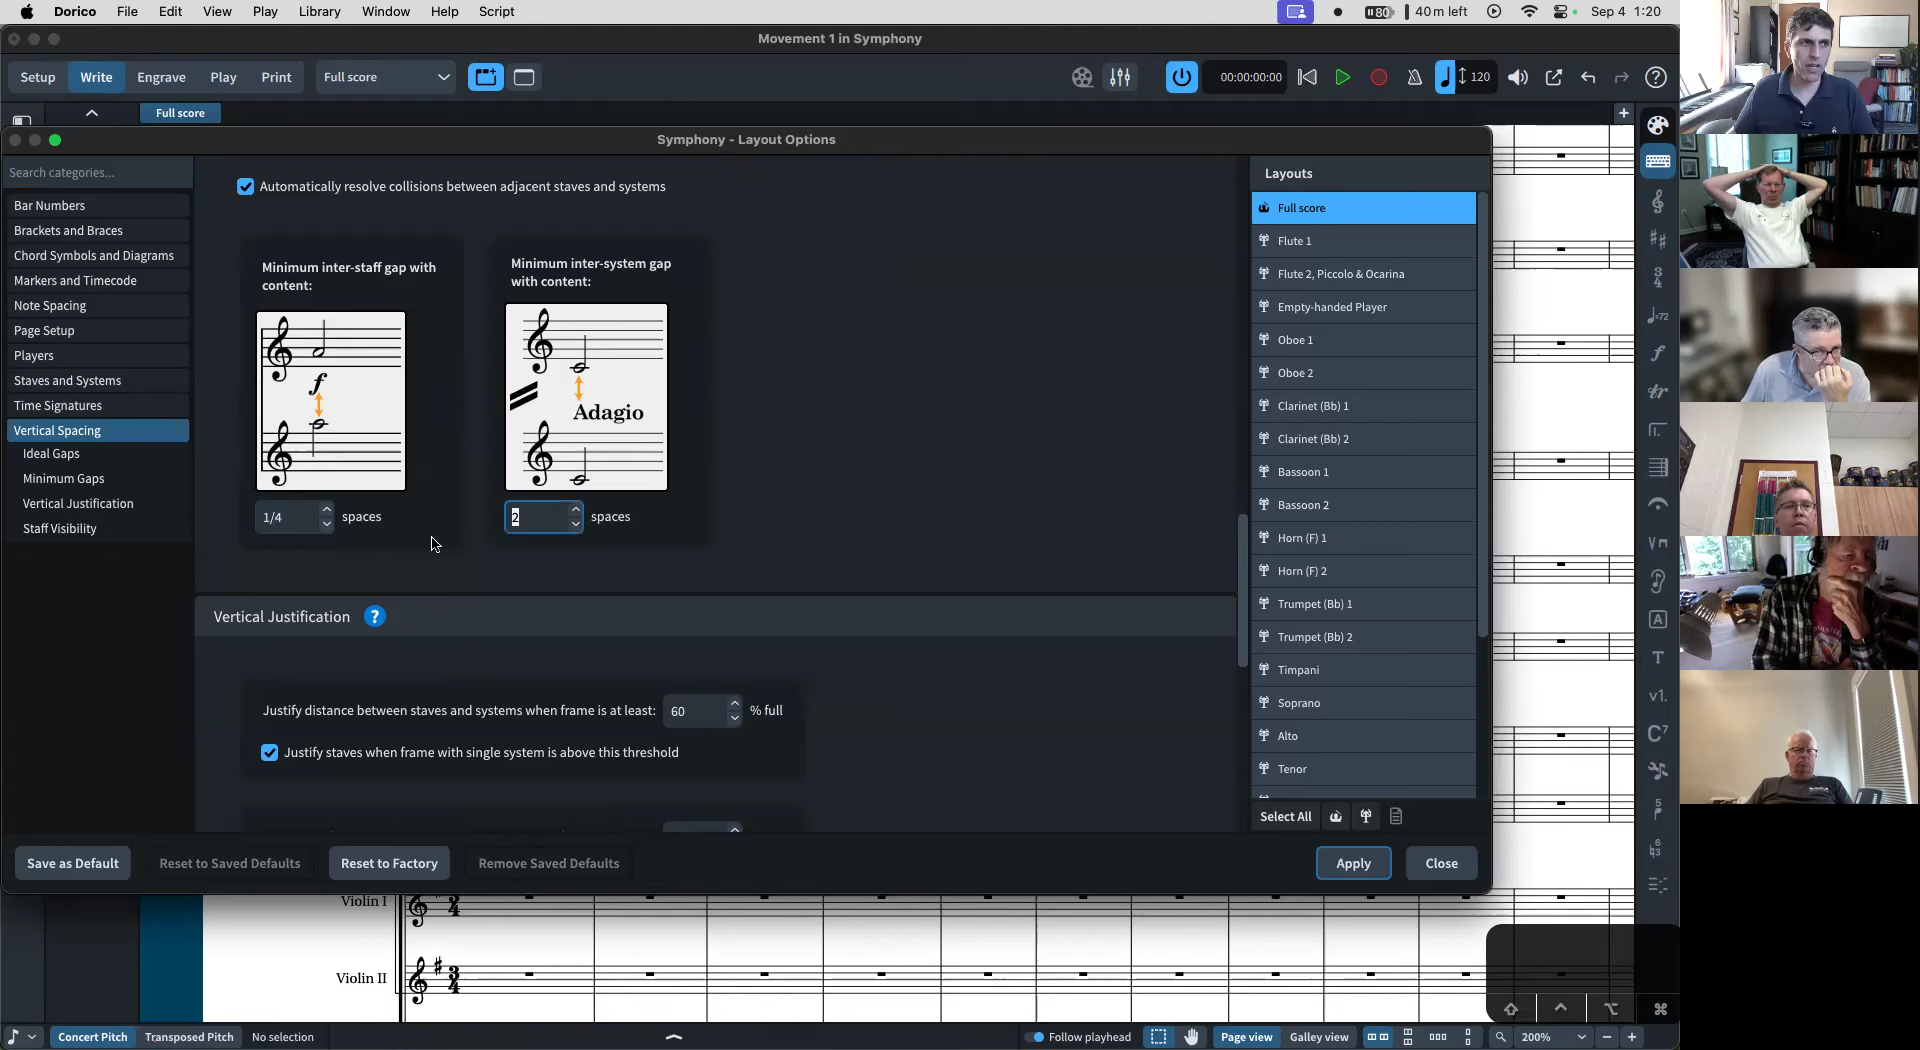 Dorico File Edit View Play Library Window Help Script
80 40 m left Sep 4 1:20
Movement 1 in Symphony
Setup Write Engrave Play Print Full score 00:00:00:00 120
Full score
Symphony - Layout Options
Search categories...
Bar Numbers
Brackets and Braces
Chord Symbols and Diagrams
Markers and Timecode
Note Spacing
Page Setup
Players
Staves and Systems
Time Signatures
Vertical Spacing
Ideal Gaps
Minimum Gaps
Vertical Justification
Staff Visibility
Automatically resolve collisions between adjacent staves and systems
Minimum inter-staff gap with
content:
f
1/4 spaces
Minimum inter-system gap
with content:
Adagio
2 spaces
Vertical Justification ?
Justify distance between staves and systems when frame is at least: 60 % full
Justify staves when frame with single system is above this threshold
Layouts
Full score
Flute 1
Flute 2, Piccolo & Ocarina
Empty-handed Player
Oboe 1
Oboe 2
Clarinet (Bb) 1
Clarinet (Bb) 2
Bassoon 1
Bassoon 2
Horn (F) 1
Horn (F) 2
Trumpet (Bb) 1
Trumpet (Bb) 2
Timpani
Soprano
Alto
Tenor
Select All
Save as Default Reset to Saved Defaults Reset to Factory Remove Saved Defaults Apply Close
Violin I
Violin II
Concert Pitch Transposed Pitch No selection Follow playhead Page view Galley view 200%